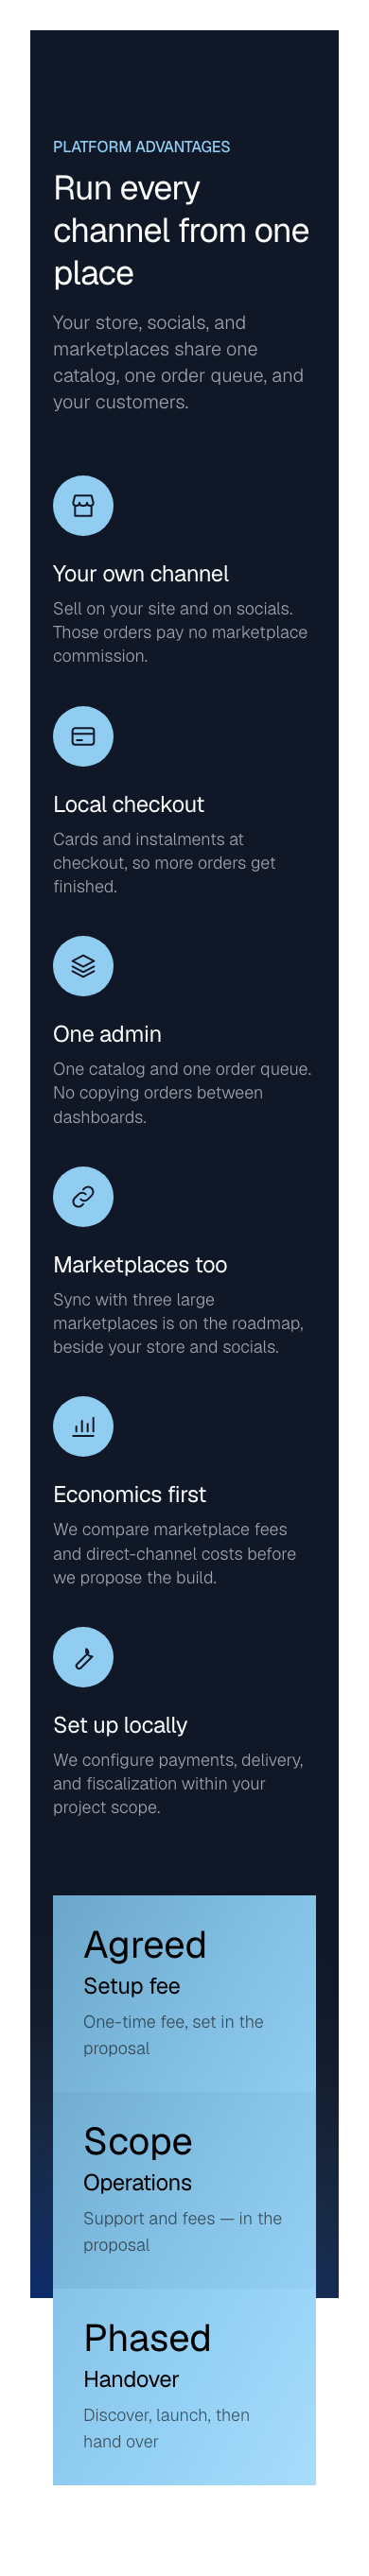 PLATFORM ADVANTAGES
Run every
channel from one
place
Your store, socials, and
marketplaces share one
catalog, one order queue, and
your customers.
Your own channel
Sell on your site and on socials.
Those orders pay no marketplace
commission.
Local checkout
Cards and instalments at
checkout, so more orders get
finished.
One admin
One catalog and one order queue.
No copying orders between
dashboards.
Marketplaces too
Sync with three large
marketplaces is on the roadmap,
beside your store and socials.
Economics first
We compare marketplace fees
and direct-channel costs before
we propose the build.
Set up locally
We configure payments, delivery,
and fiscalization within your
project scope.
Agreed
Setup fee
One-time fee, set in the
proposal
Scope
Operations
Support and fees — in the
proposal
Phased
Handover
Discover, launch, then
hand over